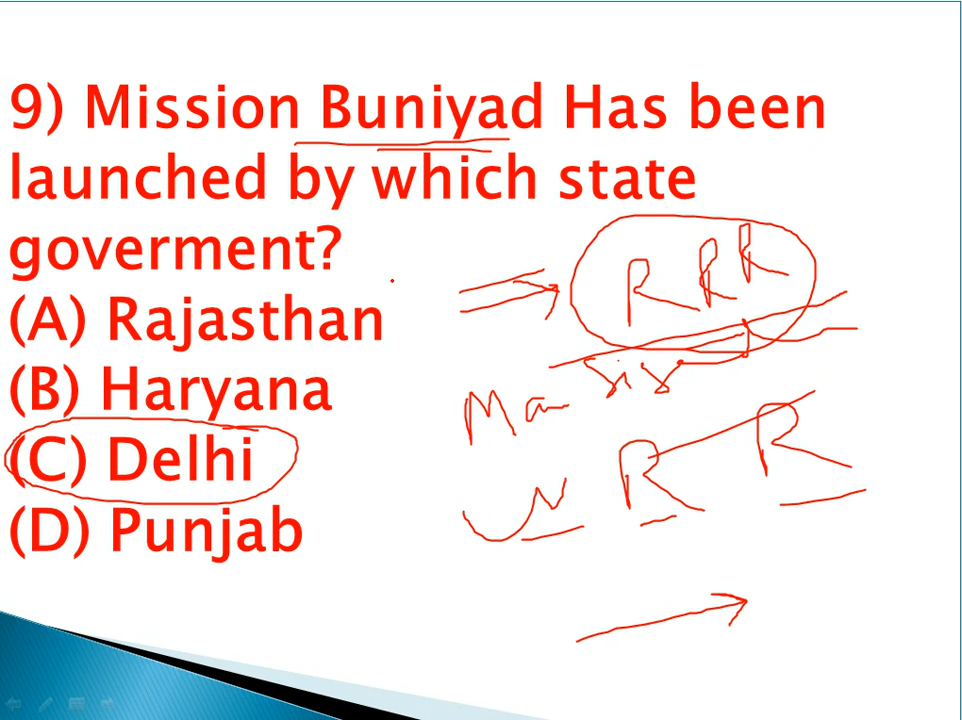 9) Mission Buniyad Has been
launched by which state
goverment?
(A) Rajasthan
(B) Haryana
(C) Delhi
(D) Punjab
R R R
R R